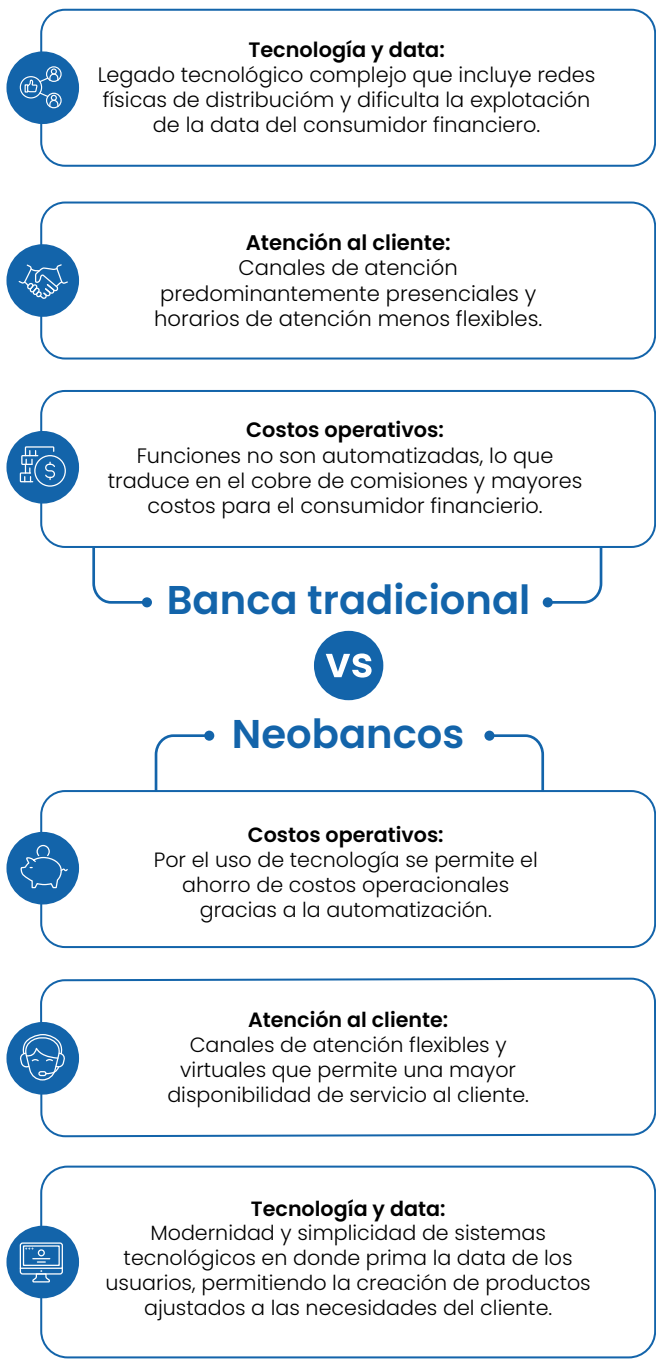 Tecnología y data:
Legado tecnológico complejo que incluye redes
físicas de distribucióm y dificulta la explotación
de la data del consumidor financiero.
Atención al cliente:
Canales de atención
predominantemente presenciales y
horarios de atención menos flexibles.
Costos operativos:
Funciones no son automatizadas, lo que
traduce en el cobre de comisiones y mayores
costos para el consumidor financierio.
Banca tradicional
VS
Neobancos
Costos operativos:
Por el uso de tecnología se permite el
ahorro de costos operacionales
gracias a la automatización.
Atención al cliente:
Canales de atención flexibles y
virtuales que permite una mayor
disponibilidad de servicio al cliente.
Tecnología y data:
Modernidad y simplicidad de sistemas
tecnológicos en donde prima la data de los
usuarios, permitiendo la creación de productos
ajustados a las necesidades del cliente.